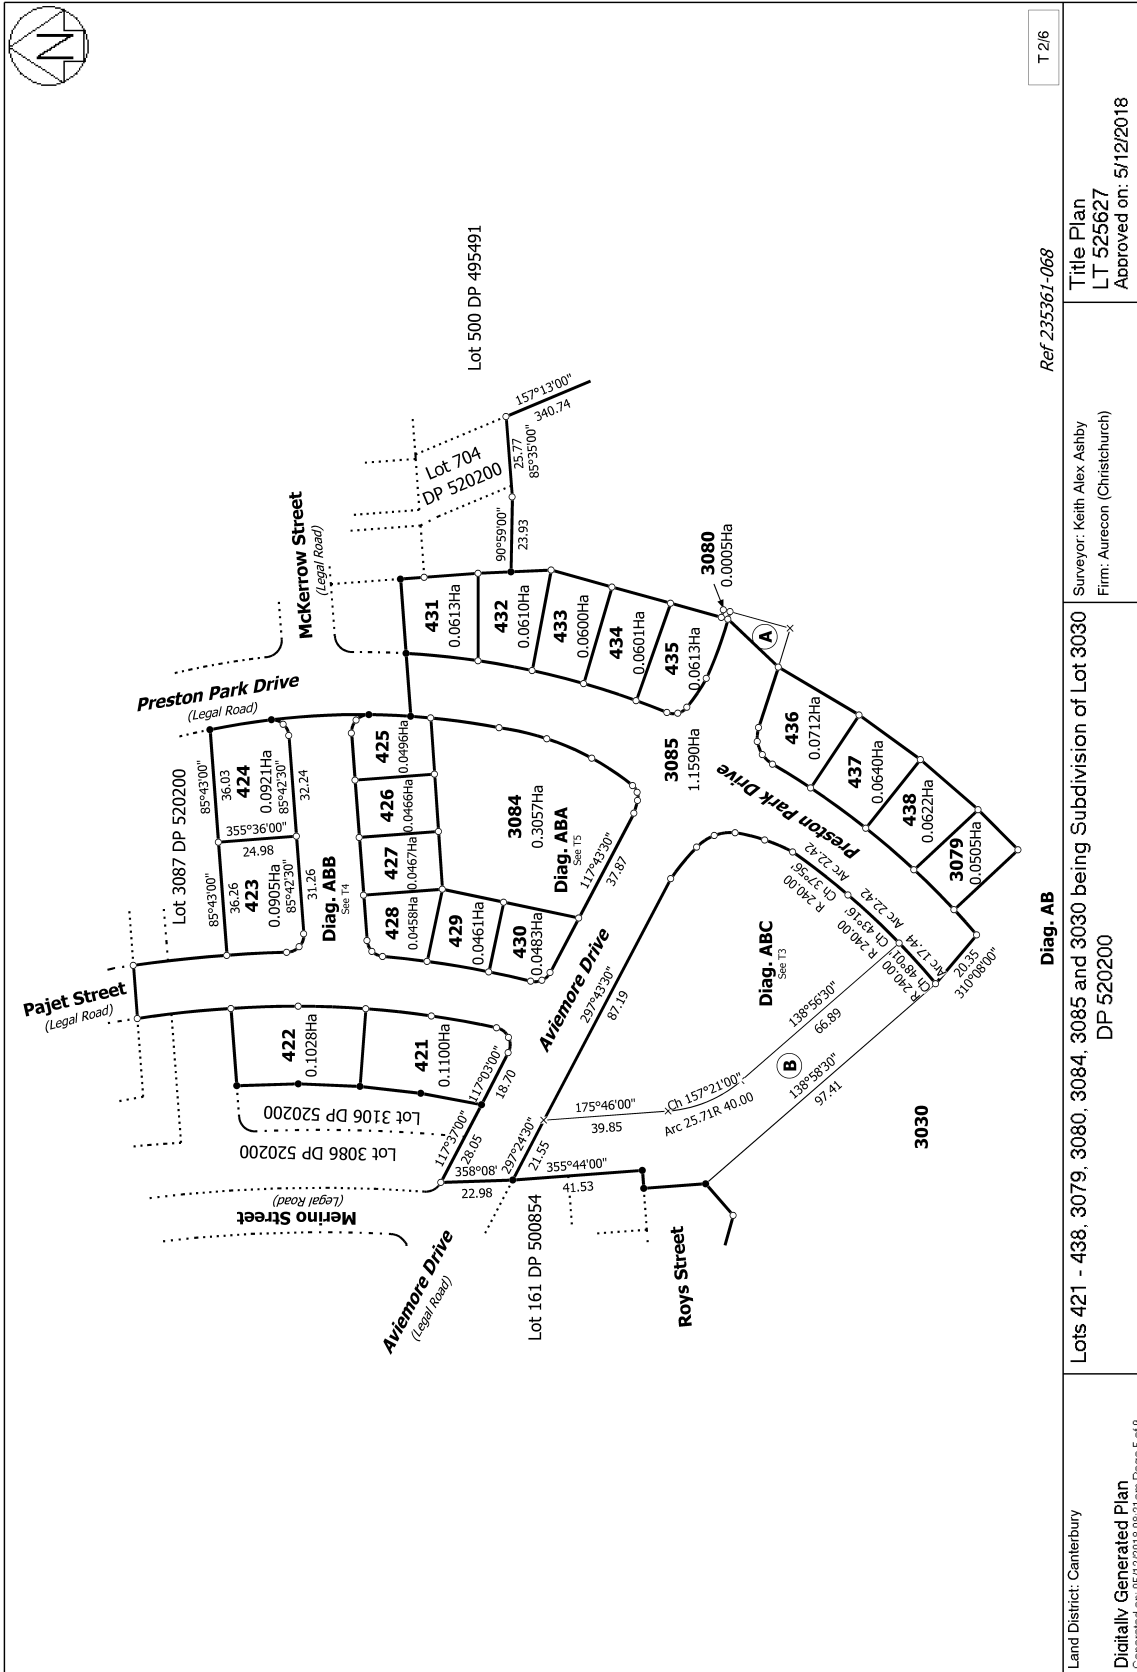 N
T 2/6
Pajet Street
(Legal Road)
Lot 3087 DP 520200
85°43'00"
36.26
423
0.0905Ha
85°42'30"
31.26
355°36'00"
24.98
85°43'00"
36.03
424
0.0921Ha
85°42'30"
32.24
Preston Park Drive
(Legal Road)
McKerrow Street
(Legal Road)
Diag. ABB
See T4
422
0.1028Ha
421
0.1100Ha
117°03'00"
18.70
Lot 3106 DP 520200
Lot 3086 DP 520200
Merino Street
(Legal Road)
117°37'00"
28.05
358°08'
22.98
297°24'30"
21.55
Aviemore Drive
(Legal Road)
428
0.0458Ha
427
0.0467Ha
426
0.0466Ha
425
0.0496Ha
429
0.0461Ha
430
0.0483Ha
3084
0.3057Ha
Diag. ABA
See T5
117°43'30"
37.87
431
0.0613Ha
432
0.0610Ha
433
0.0600Ha
434
0.0601Ha
435
0.0613Ha
90°59'00"
23.93
25.77
85°35'00"
Lot 704
DP 520200
157°13'00"
340.74
Lot 500 DP 495491
3080
0.0005Ha
A
3085
1.1590Ha
Preston Park Drive
436
0.0712Ha
437
0.0640Ha
438
0.0622Ha
3079
0.0505Ha
Aviemore Drive
297°43'30"
87.19
Diag. ABC
See T3
Arc 22.42
Ch 37°56'
R 240.00
Arc 22.42
Ch 43°16'
R 240.00
Arc 17.44
Ch 48°01'
R 240.00
20.35
310°08'00"
355°44'00"
41.53
Lot 161 DP 500854
175°46'00"
39.85
Ch 157°21'00"
Arc 25.71R 40.00
138°56'30"
66.89
B
138°58'30"
97.41
Roys Street
3030
Diag. AB
Ref 235361-068
Land District: Canterbury
Digitally Generated Plan
Lots 421 - 438, 3079, 3080, 3084, 3085 and 3030 being Subdivision of Lot 3030
DP 520200
Surveyor: Keith Alex Ashby
Firm: Aurecon (Christchurch)
Title Plan
LT 525627
Approved on: 5/12/2018